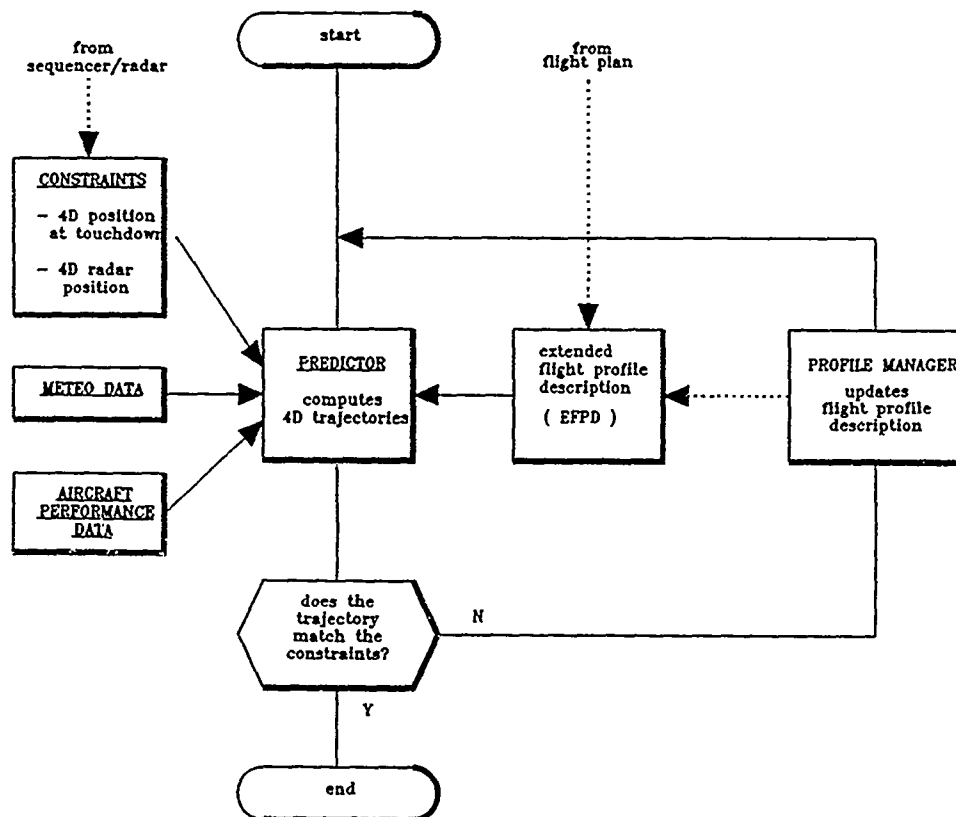 start
from
sequencer/radar
from
flight plan
CONSTRAINTS
- 4D position
at touchdown
- 4D radar
position
METEO DATA
AIRCRAFT
PERFORMANCE
DATA
PREDICTOR
computes
4D trajectories
extended
flight profile
description
( EFPD )
PROFILE MANAGER
updates
flight profile
description
does the
trajectory
match the
constraints?
N
Y
end